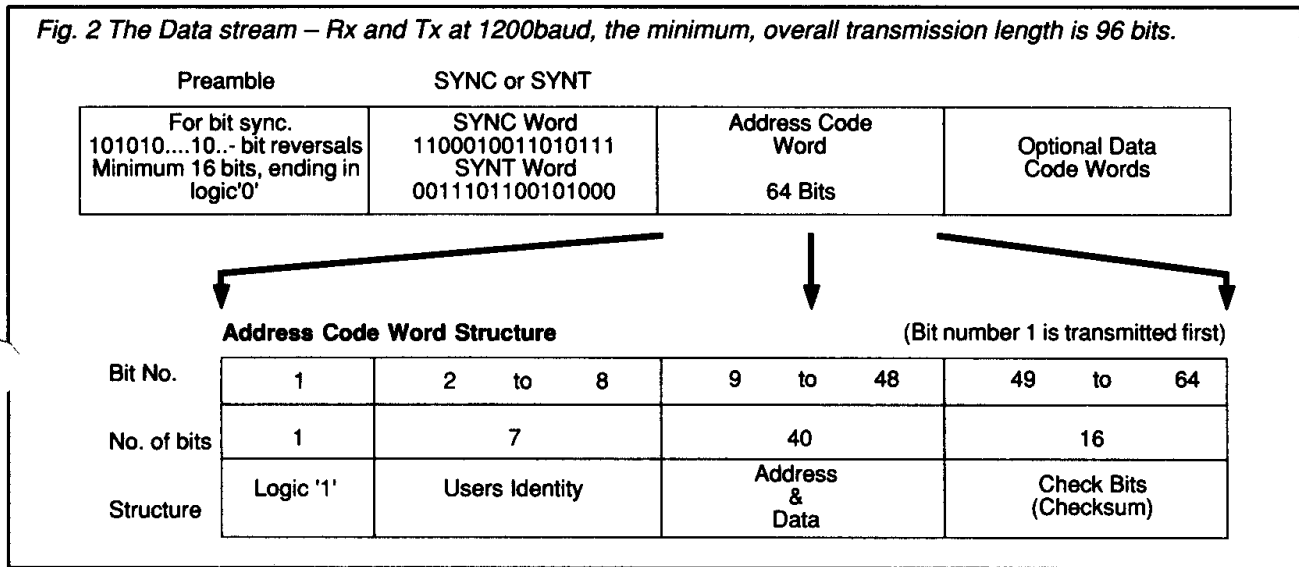 Fig. 2 The Data stream – Rx and Tx at 1200baud, the minimum, overall transmission length is 96 bits.
Preamble
SYNC or SYNT
For bit sync.
101010....10..- bit reversals
Minimum 16 bits, ending in
logic'0'
SYNC Word
1100010011010111
SYNT Word
0011101100101000
Address Code
Word
64 Bits
Optional Data
Code Words
Address Code Word Structure
(Bit number 1 is transmitted first)
Bit No.
1
2 to 8
9 to 48
49 to 64
No. of bits
1
7
40
16
Structure
Logic '1'
Users Identity
Address
&
Data
Check Bits
(Checksum)